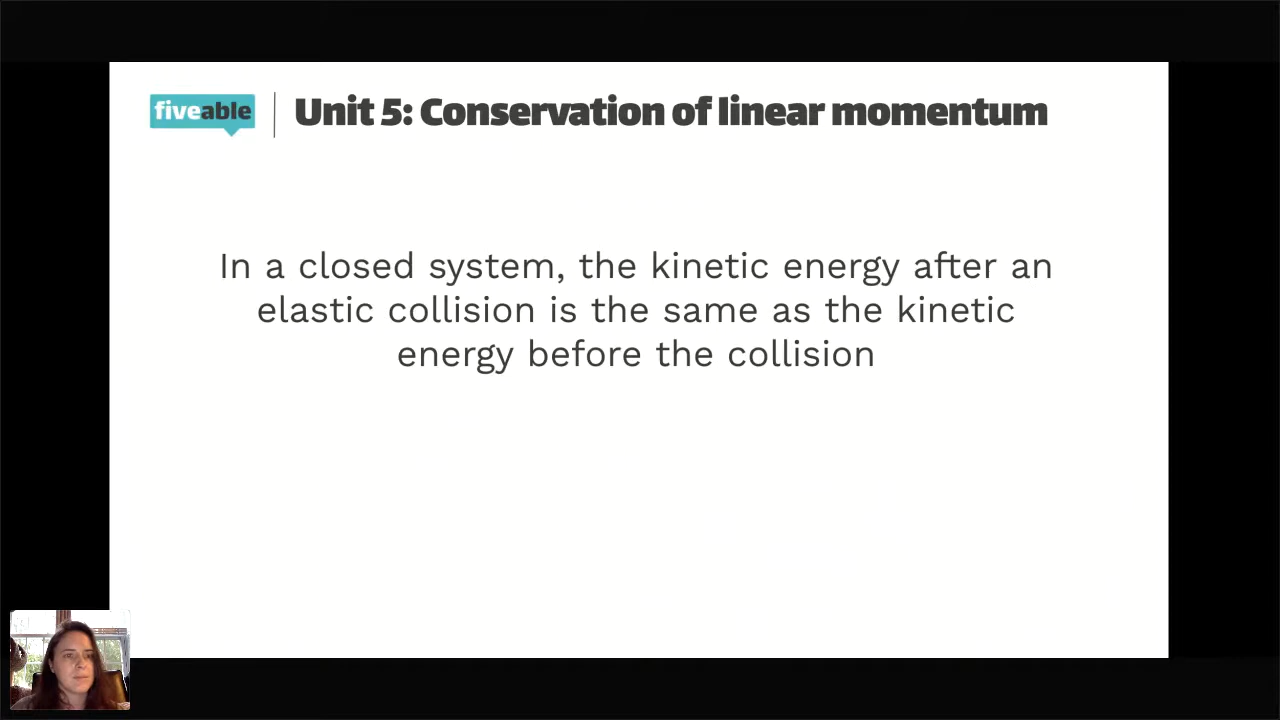 fiveable
Unit 5: Conservation of linear momentum
In a closed system, the kinetic energy after an
elastic collision is the same as the kinetic
energy before the collision